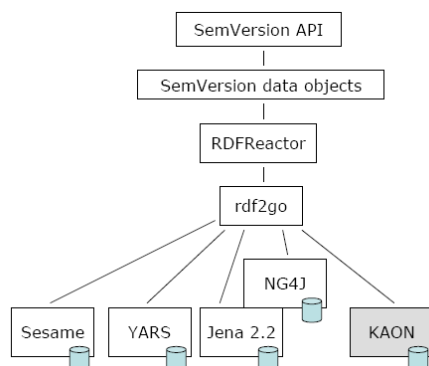 SemVersion API
SemVersion data objects
RDFReactor
rdf2go
NG4J
Sesame
YARS
Jena 2.2
KAON